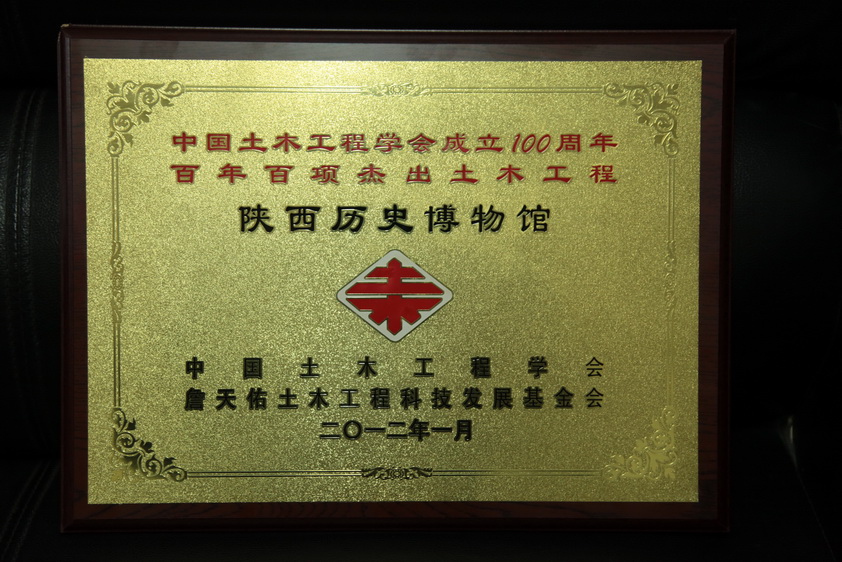 中国土木工程学会成立100周年
百年百项杰出土木工程
陕西历史博物馆
中国土木工程学会
詹天佑土木工程科技发展基金会
二〇一二年一月